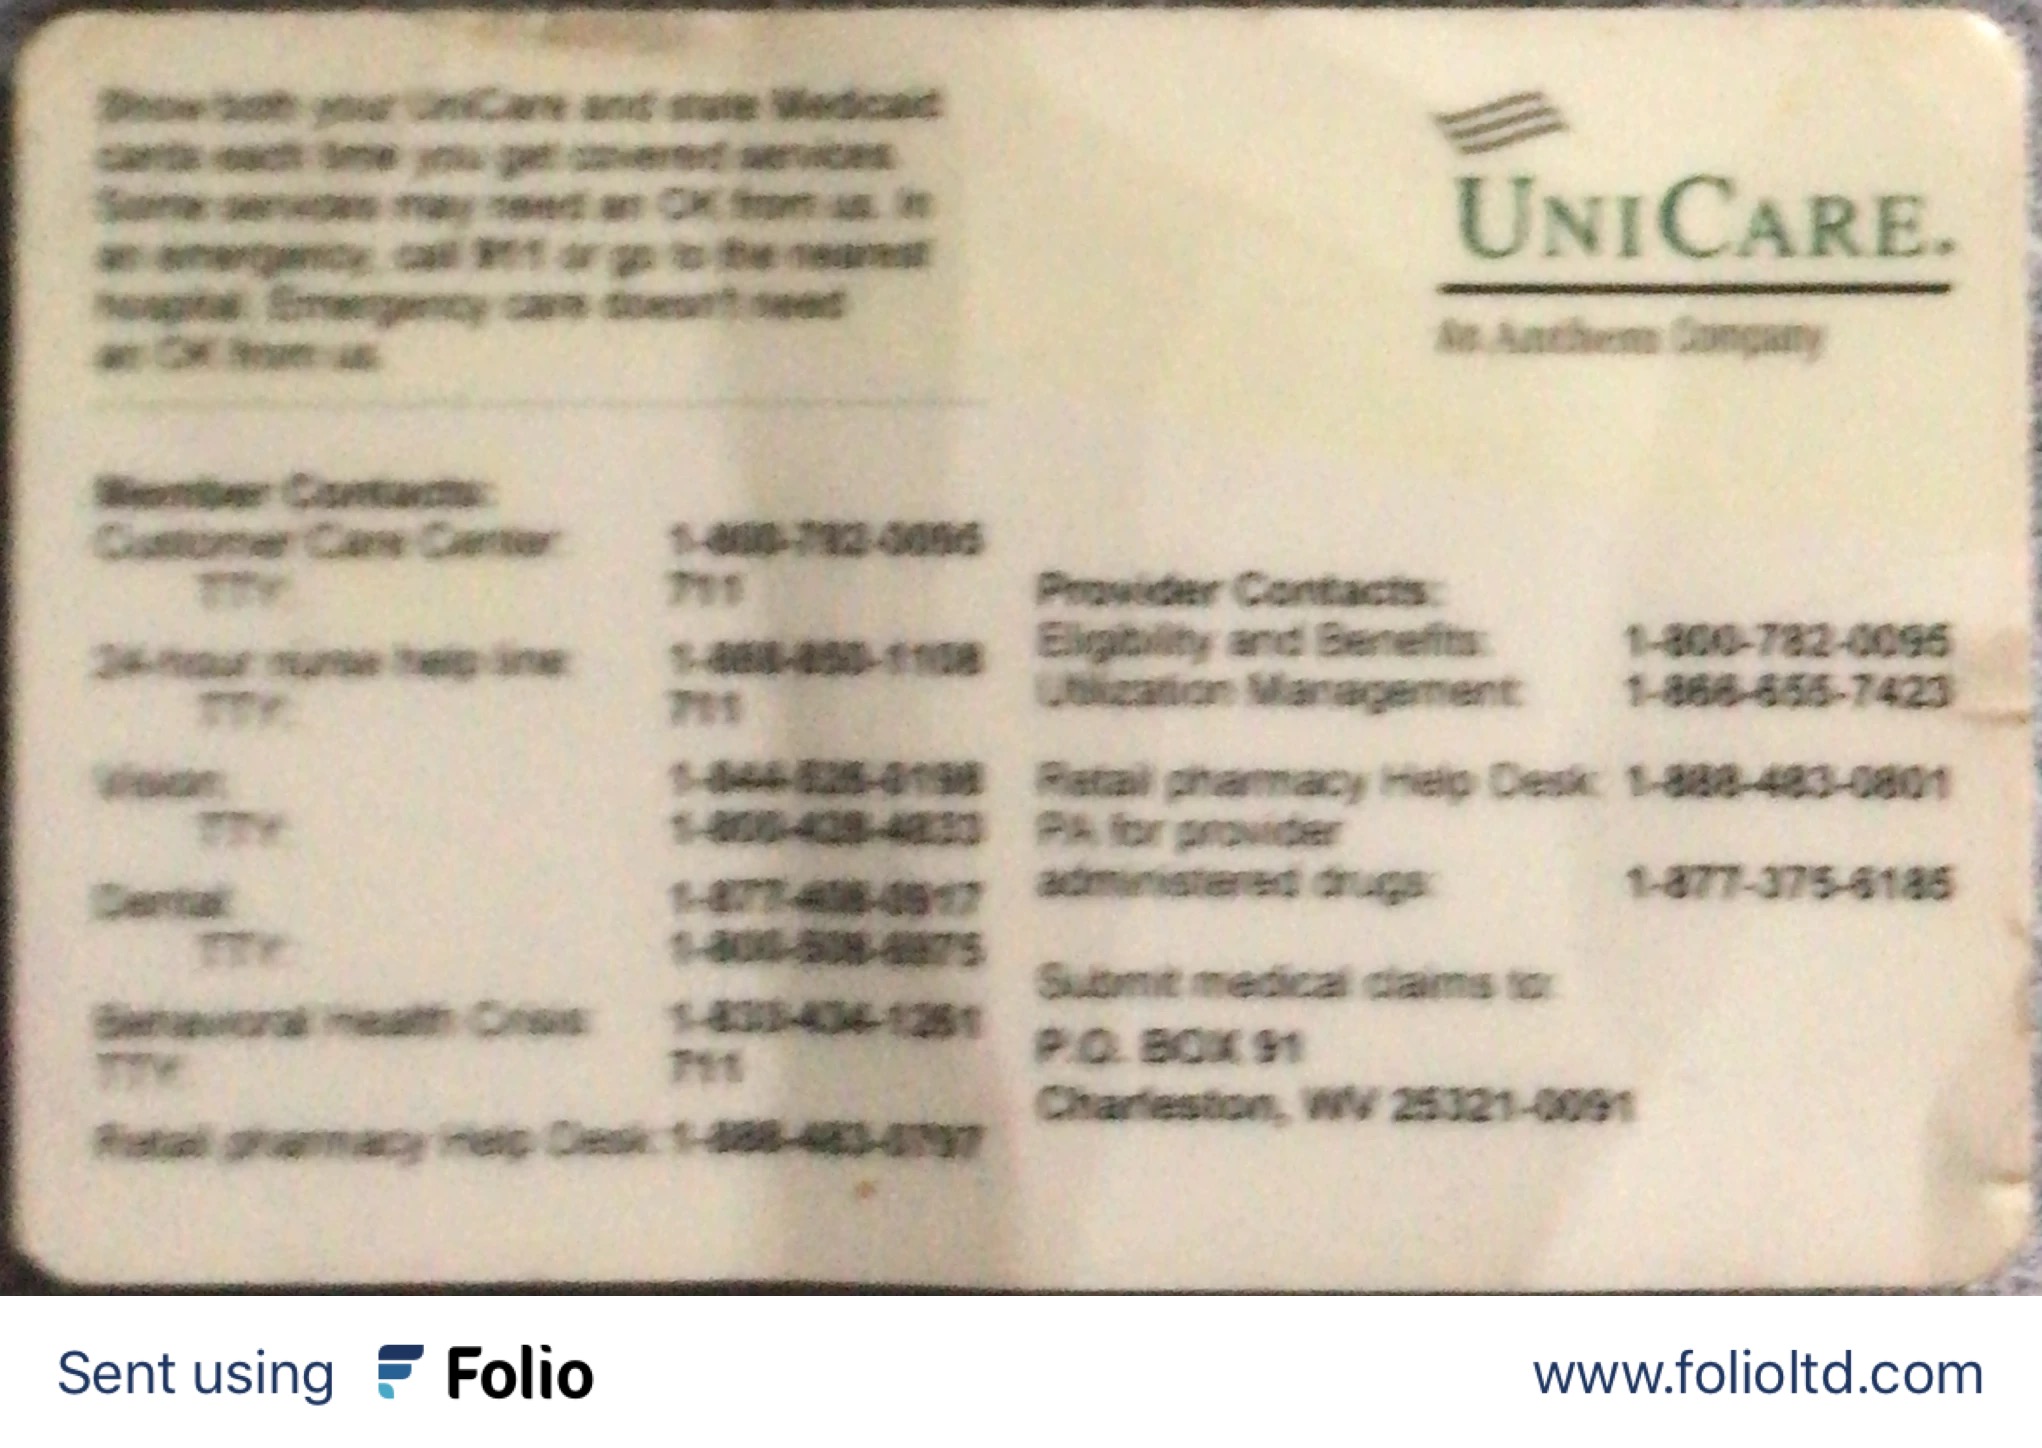 Show both your UniCare and state Medicaid
cards each time you get covered services.
Some services may need an OK from us. In
an emergency, call 911 or go to the nearest
hospital. Emergency care doesn't need
an OK from us.
UNICARE.
An Anthem Company
Member Contacts:
Customer Care Center:
TTY: 711
24-hour nurse help line:
TTY: 711
Vision:
TTY:
Dental:
TTY:
Behavioral Health Crisis:
TTY: 711
Retail pharmacy Help Desk:
Provider Contacts:
Eligibility and Benefits: 1-800-782-0095
Utilization Management: 1-866-655-7423
Retail pharmacy Help Desk: 1-888-483-0801
PA for provider
administered drugs: 1-877-375-6185
Submit medical claims to:
P.O. BOX 91
Charleston, WV 25321-0091
Sent using Folio
www.folioltd.com